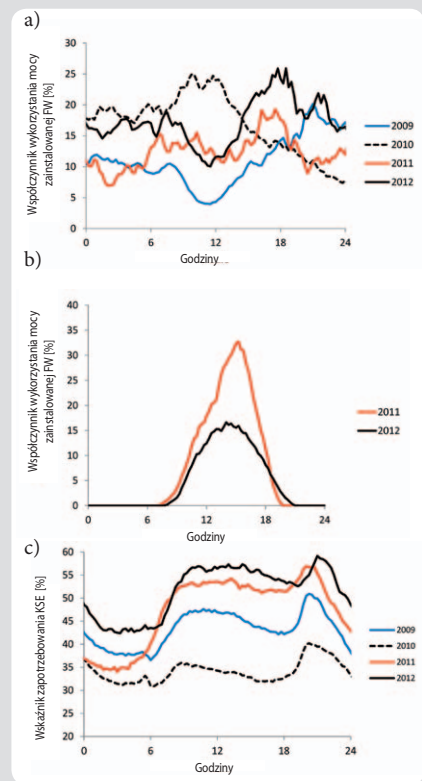 a)
Współczynnik wykorzystania mocy
zainstalowanej FW [%]
30
25
20
15
10
5
0
0 6 12 18 24
Godziny
2009
2010
2011
2012
b)
Współczynnik wykorzystania mocy
zainstalowanej FW [%]
40
35
30
25
20
15
10
5
0
0 6 12 18 24
Godziny
2011
2012
c)
Wskaźnik zapotrzebowania KSE [%]
60
55
50
45
40
35
30
25
20
0 6 12 18 24
Godziny
2009
2010
2011
2012